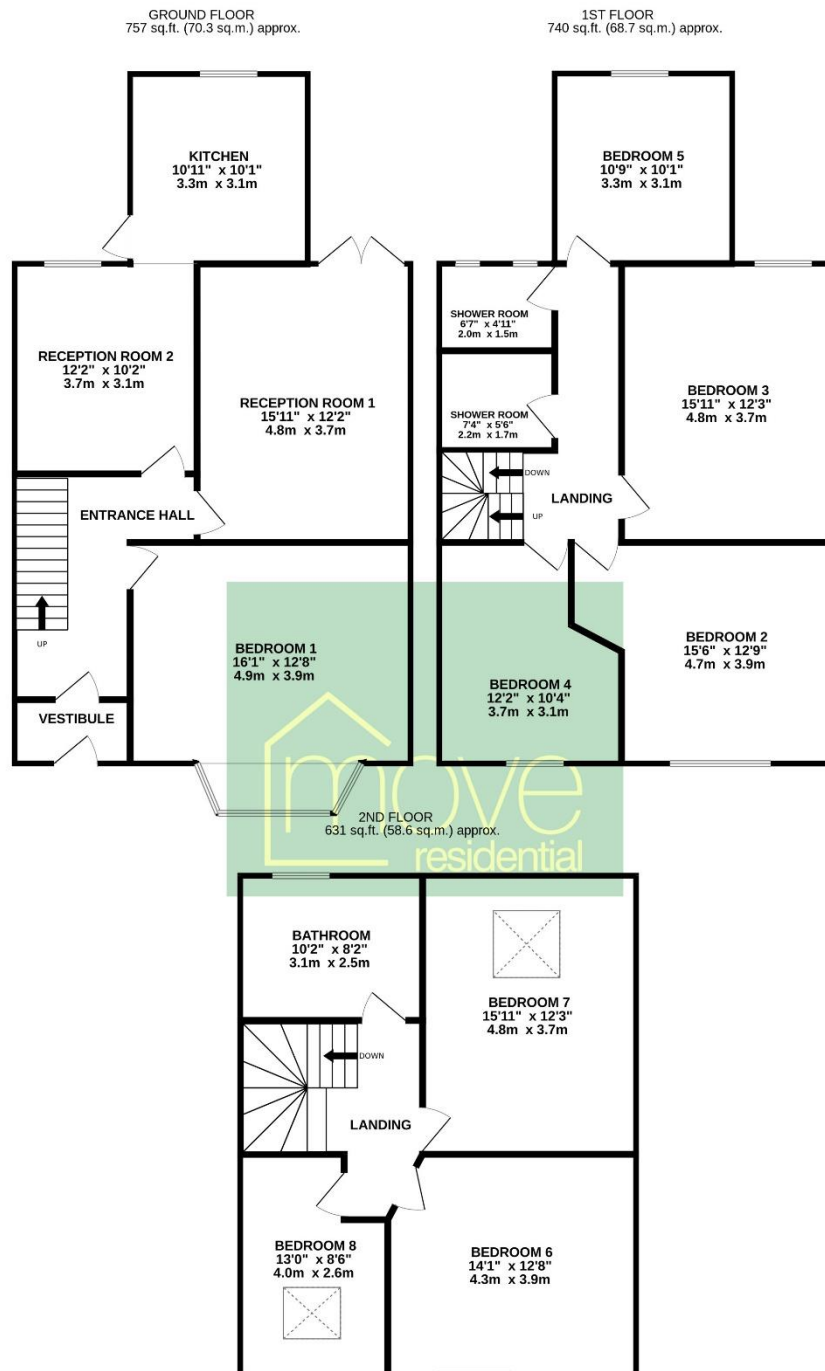 GROUND FLOOR
757 sq.ft. (70.3 sq.m.) approx.
KITCHEN
10'11" x 10'1"
3.3m x 3.1m
RECEPTION ROOM 2
12'2" x 10'2"
3.7m x 3.1m
RECEPTION ROOM 1
15'11" x 12'2"
4.8m x 3.7m
ENTRANCE HALL
UP
BEDROOM 1
16'1" x 12'8"
4.9m x 3.9m
VESTIBULE
1ST FLOOR
740 sq.ft. (68.7 sq.m.) approx.
BEDROOM 5
10'9" x 10'1"
3.3m x 3.1m
SHOWER ROOM
6'7" x 4'11"
2.0m x 1.5m
BEDROOM 3
15'11" x 12'3"
4.8m x 3.7m
SHOWER ROOM
7'4" x 5'6"
2.2m x 1.7m
DOWN
LANDING
UP
BEDROOM 2
15'6" x 12'9"
4.7m x 3.9m
BEDROOM 4
12'2" x 10'4"
3.7m x 3.1m
move
residential
2ND FLOOR
631 sq.ft. (58.6 sq.m.) approx.
BATHROOM
10'2" x 8'2"
3.1m x 2.5m
BEDROOM 7
15'11" x 12'3"
4.8m x 3.7m
DOWN
LANDING
BEDROOM 8
13'0" x 8'6"
4.0m x 2.6m
BEDROOM 6
14'1" x 12'8"
4.3m x 3.9m